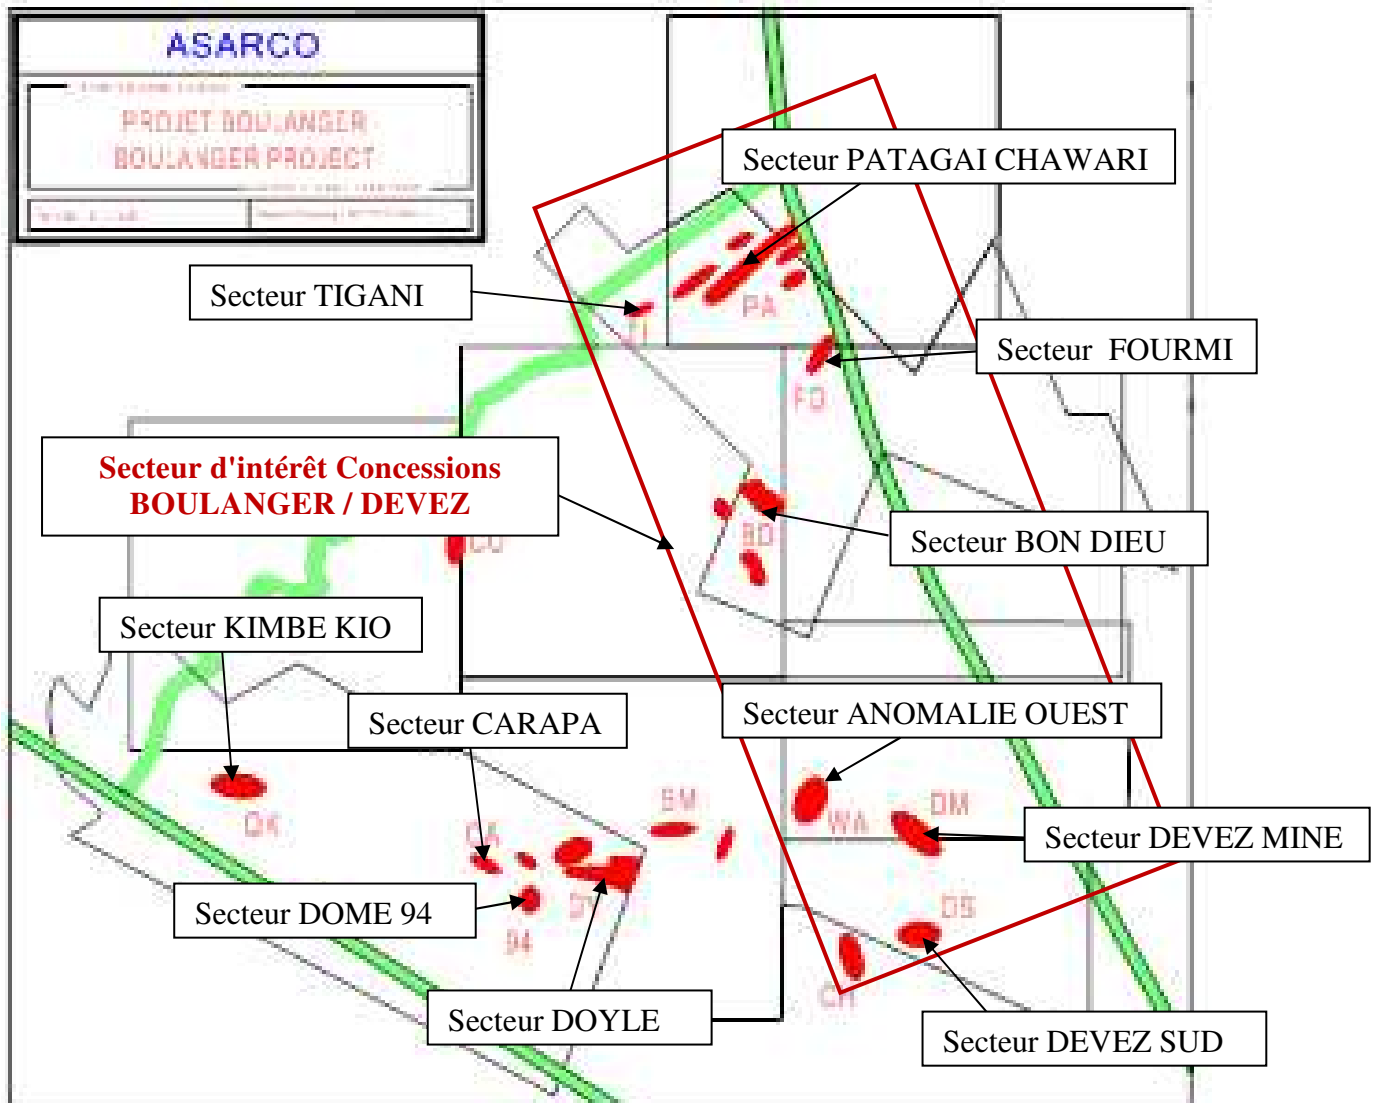 ASARCO
PROJET BOULANGER
BOULANGER PROJECT
Secteur PATAGAI CHAWARI
Secteur TIGANI
PA
Secteur FOURMI
FO
Secteur d'intérêt Concessions
BOULANGER / DEVEZ
BD
Secteur BON DIEU
Secteur KIMBE KIO
Secteur CARAPA
Secteur ANOMALIE OUEST
SM
DM
WA
CA
Secteur DEVEZ MINE
Secteur DOME 94
DS
94
CH
Secteur DOYLE
Secteur DEVEZ SUD